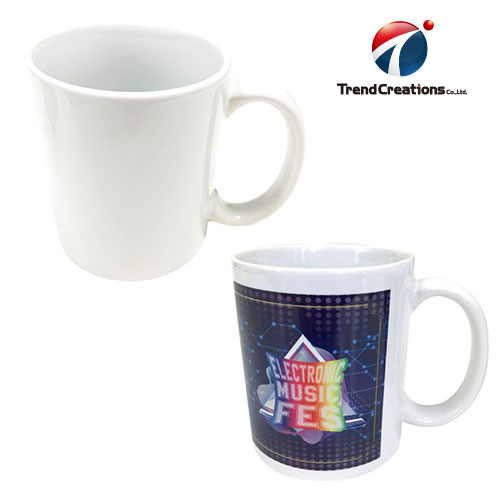 TrendCreations Co.,Ltd.
ELECTRONIC
MUSIC
FES